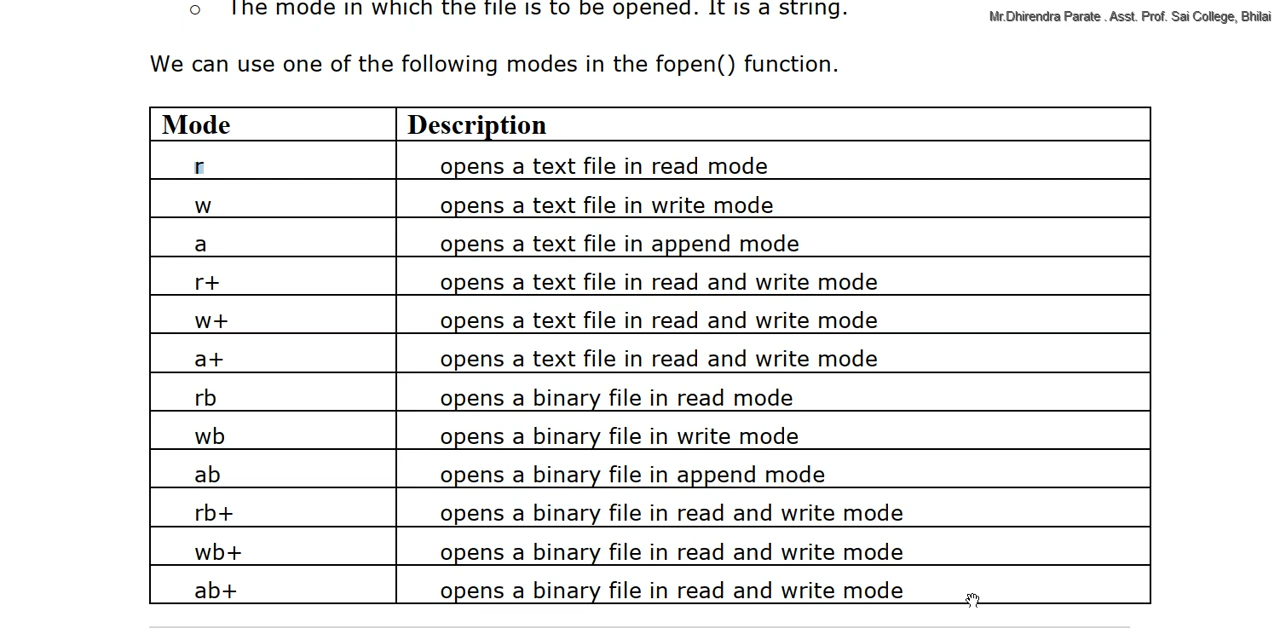 o The mode in which the file is to be opened. It is a string.
Mr.Dhirendra Parate . Asst. Prof. Sai College, Bhilai
We can use one of the following modes in the fopen() function.
Mode Description
r opens a text file in read mode
w opens a text file in write mode
a opens a text file in append mode
r+ opens a text file in read and write mode
w+ opens a text file in read and write mode
a+ opens a text file in read and write mode
rb opens a binary file in read mode
wb opens a binary file in write mode
ab opens a binary file in append mode
rb+ opens a binary file in read and write mode
wb+ opens a binary file in read and write mode
ab+ opens a binary file in read and write mode